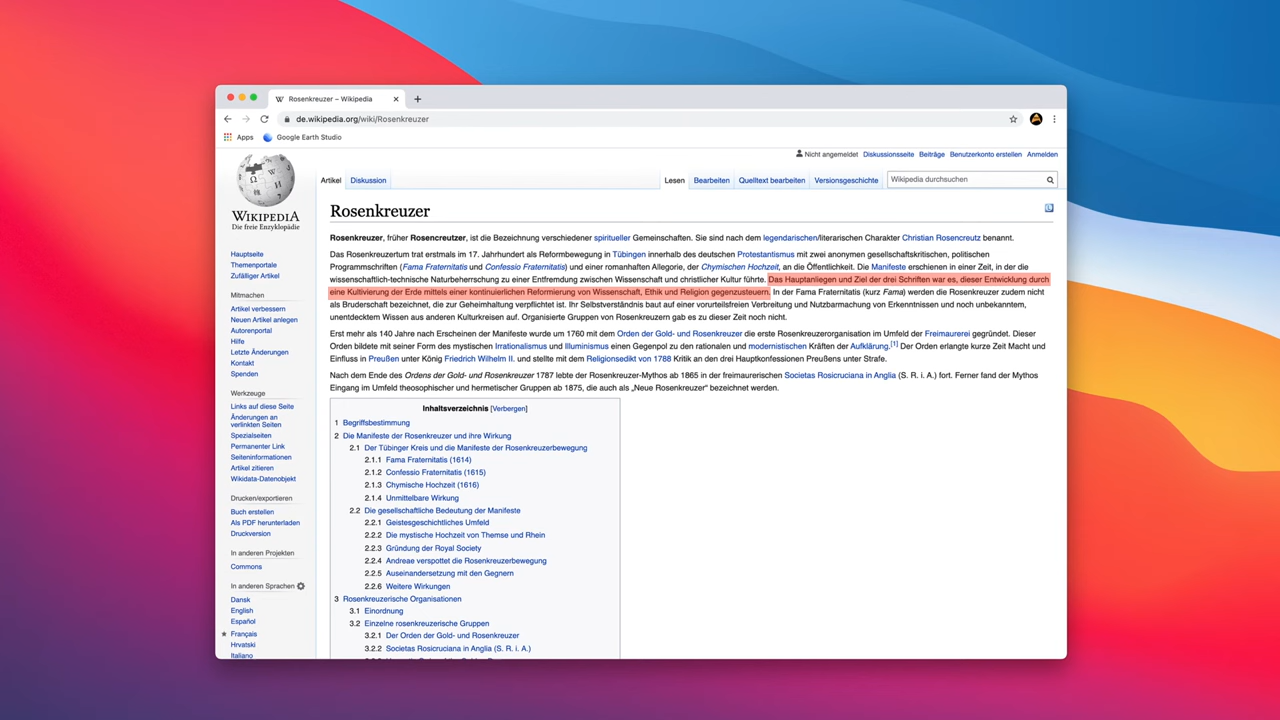 Rosenkreuzer – Wikipedia
de.wikipedia.org/wiki/Rosenkreuzer
Apps
Google Earth Studio
Nicht angemeldet Diskussionsseite Beiträge Benutzerkonto erstellen Anmelden
Artikel Diskussion
Lesen Bearbeiten Quelltext bearbeiten Versionsgeschichte
Wikipedia durchsuchen
WIKIPEDIA
Die freie Enzyklopädie
Hauptseite
Themenportale
Zufälliger Artikel
Mitmachen
Artikel verbessern
Neuen Artikel anlegen
Autorenportal
Hilfe
Letzte Änderungen
Kontakt
Spenden
Werkzeuge
Links auf diese Seite
Änderungen an
verlinkten Seiten
Spezialseiten
Permanenter Link
Seiteninformationen
Artikel zitieren
Wikidata-Datenobjekt
Drucken/exportieren
Buch erstellen
Als PDF herunterladen
Druckversion
In anderen Projekten
Commons
In anderen Sprachen
Dansk
English
Español
Français
Hrvatski
Italiano
Rosenkreuzer
Rosenkreuzer, früher Rosencreutzer, ist die Bezeichnung verschiedener spiritueller Gemeinschaften. Sie sind nach dem legendarischen/literarischen Charakter Christian Rosencreutz benannt.
Das Rosenkreuzertum trat erstmals im 17. Jahrhundert als Reformbewegung in Tübingen innerhalb des deutschen Protestantismus mit zwei anonymen gesellschaftskritischen, politischen
Programmschriften (Fama Fraternitatis und Confessio Fraternitatis) und einer romanhaften Allegorie, der Chymischen Hochzeit, an die Öffentlichkeit. Die Manifeste erschienen in einer Zeit, in der die
wissenschaftlich-technische Naturbeherrschung zu einer Entfremdung zwischen Wissenschaft und christlicher Kultur führte. Das Hauptanliegen und Ziel der drei Schriften war es, dieser Entwicklung durch
eine Kultivierung der Erde mittels einer kontinuierlichen Reformierung von Wissenschaft, Ethik und Religion gegenzusteuern. In der Fama Fraternitatis (kurz Fama) werden die Rosenkreuzer zudem nicht
als Bruderschaft bezeichnet, die zur Geheimhaltung verpflichtet ist. Ihr Selbstverständnis baut auf einer vorurteilsfreien Verbreitung und Nutzbarmachung von Erkenntnissen und noch unbekanntem,
unentdecktem Wissen aus anderen Kulturkreisen auf. Organisierte Gruppen von Rosenkreuzern gab es zu dieser Zeit noch nicht.
Erst mehr als 140 Jahre nach Erscheinen der Manifeste wurde um 1760 mit dem Orden der Gold- und Rosenkreuzer die erste Rosenkreuzerorganisation im Umfeld der Freimaurerei gegründet. Dieser
Orden bildete mit seiner Form des mystischen Irrationalismus und Illuminismus einen Gegenpol zu den rationalen und modernistischen Kräften der Aufklärung.[1] Der Orden erlangte kurze Zeit Macht und
Einfluss in Preußen unter König Friedrich Wilhelm II. und stellte mit dem Religionsedikt von 1788 Kritik an den drei Hauptkonfessionen Preußens unter Strafe.
Nach dem Ende des Ordens der Gold- und Rosenkreuzer 1787 lebte der Rosenkreuzer-Mythos ab 1865 in der freimaurerischen Societas Rosicruciana in Anglia (S. R. i. A.) fort. Ferner fand der Mythos
Eingang im Umfeld theosophischer und hermetischer Gruppen ab 1875, die auch als „Neue Rosenkreuzer" bezeichnet werden.
Inhaltsverzeichnis [Verbergen]
1 Begriffsbestimmung
2 Die Manifeste der Rosenkreuzer und ihre Wirkung
2.1 Der Tübinger Kreis und die Manifeste der Rosenkreuzerbewegung
2.1.1 Fama Fraternitatis (1614)
2.1.2 Confessio Fraternitatis (1615)
2.1.3 Chymische Hochzeit (1616)
2.1.4 Unmittelbare Wirkung
2.2 Die gesellschaftliche Bedeutung der Manifeste
2.2.1 Geistesgeschichtliches Umfeld
2.2.2 Die mystische Hochzeit von Themse und Rhein
2.2.3 Gründung der Royal Society
2.2.4 Andreae verspottet die Rosenkreuzerbewegung
2.2.5 Auseinandersetzung mit den Gegnern
2.2.6 Weitere Wirkungen
3 Rosenkreuzerische Organisationen
3.1 Einordnung
3.2 Einzelne rosenkreuzerische Gruppen
3.2.1 Der Orden der Gold- und Rosenkreuzer
3.2.2 Societas Rosicruciana in Anglia (S. R. i. A.)